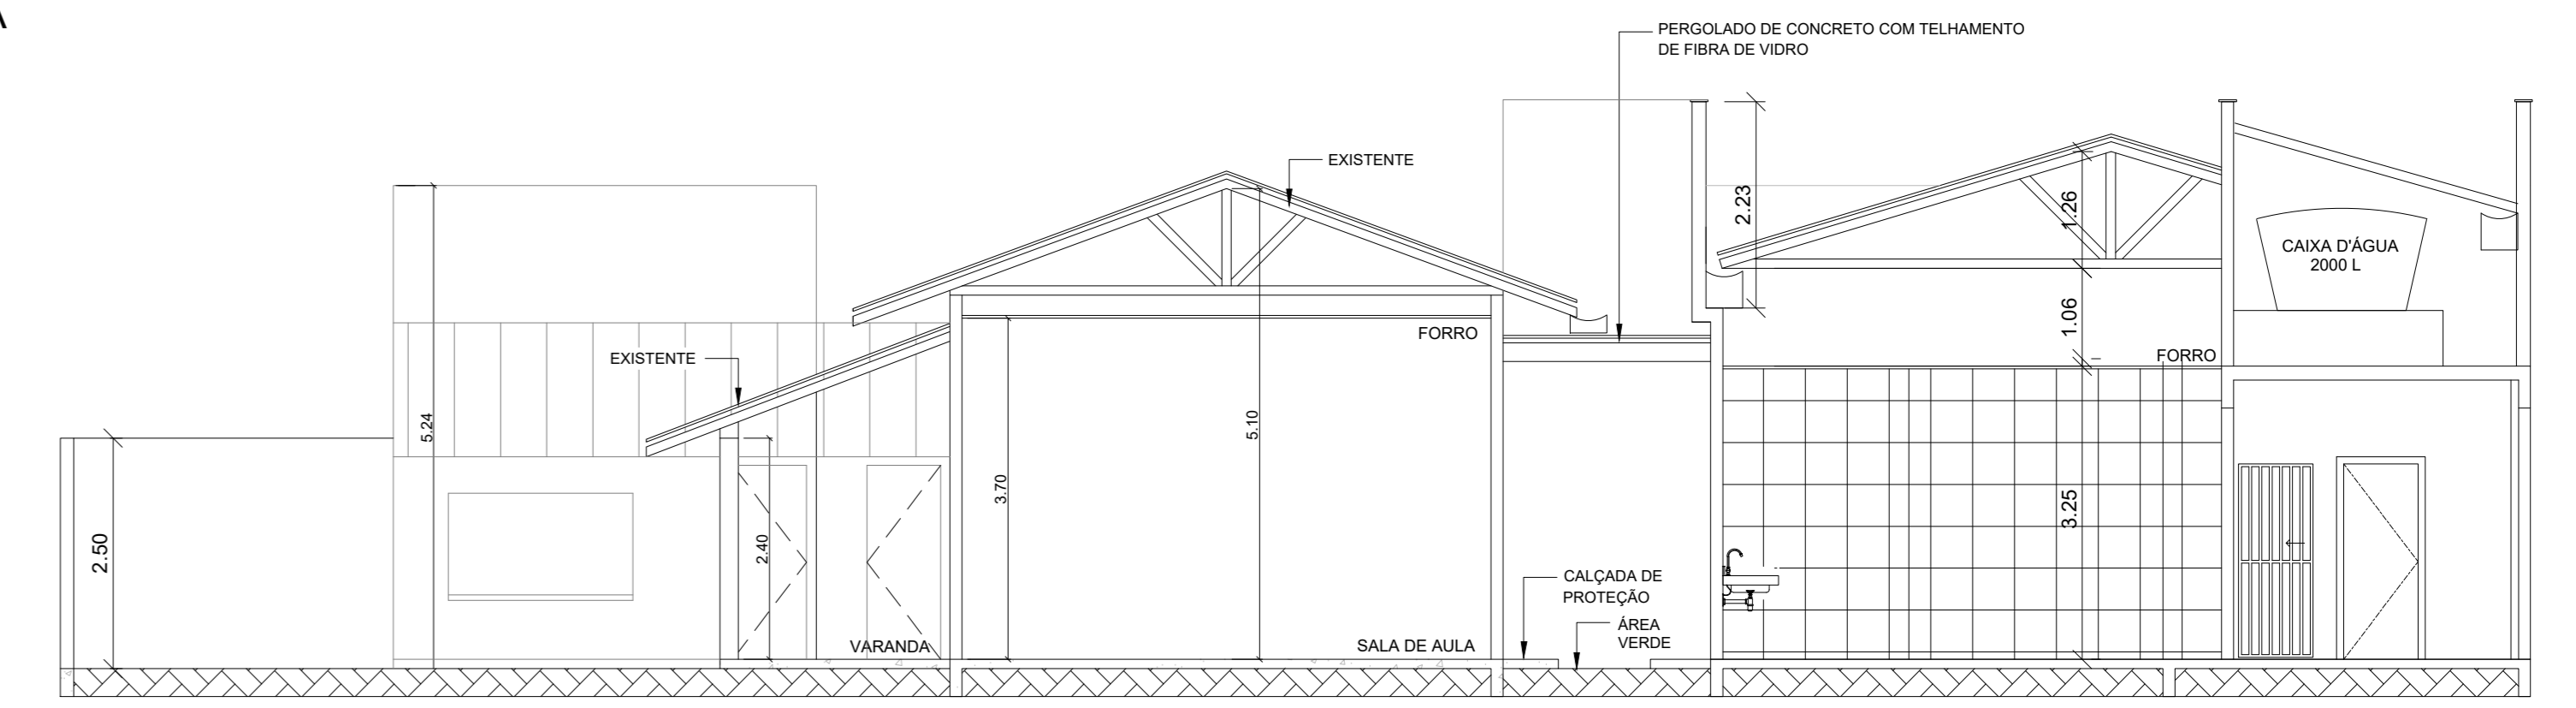 A
PERGOLADO DE CONCRETO COM TELHAMENTO
DE FIBRA DE VIDRO
EXISTENTE
2.23
1.26
CAIXA D'ÁGUA
2000 L
1.06
FORRO
FORRO
EXISTENTE
5.24
5.10
3.70
3.25
2.50
2.40
CALÇADA DE
PROTEÇÃO
ÁREA
VERDE
VARANDA
SALA DE AULA